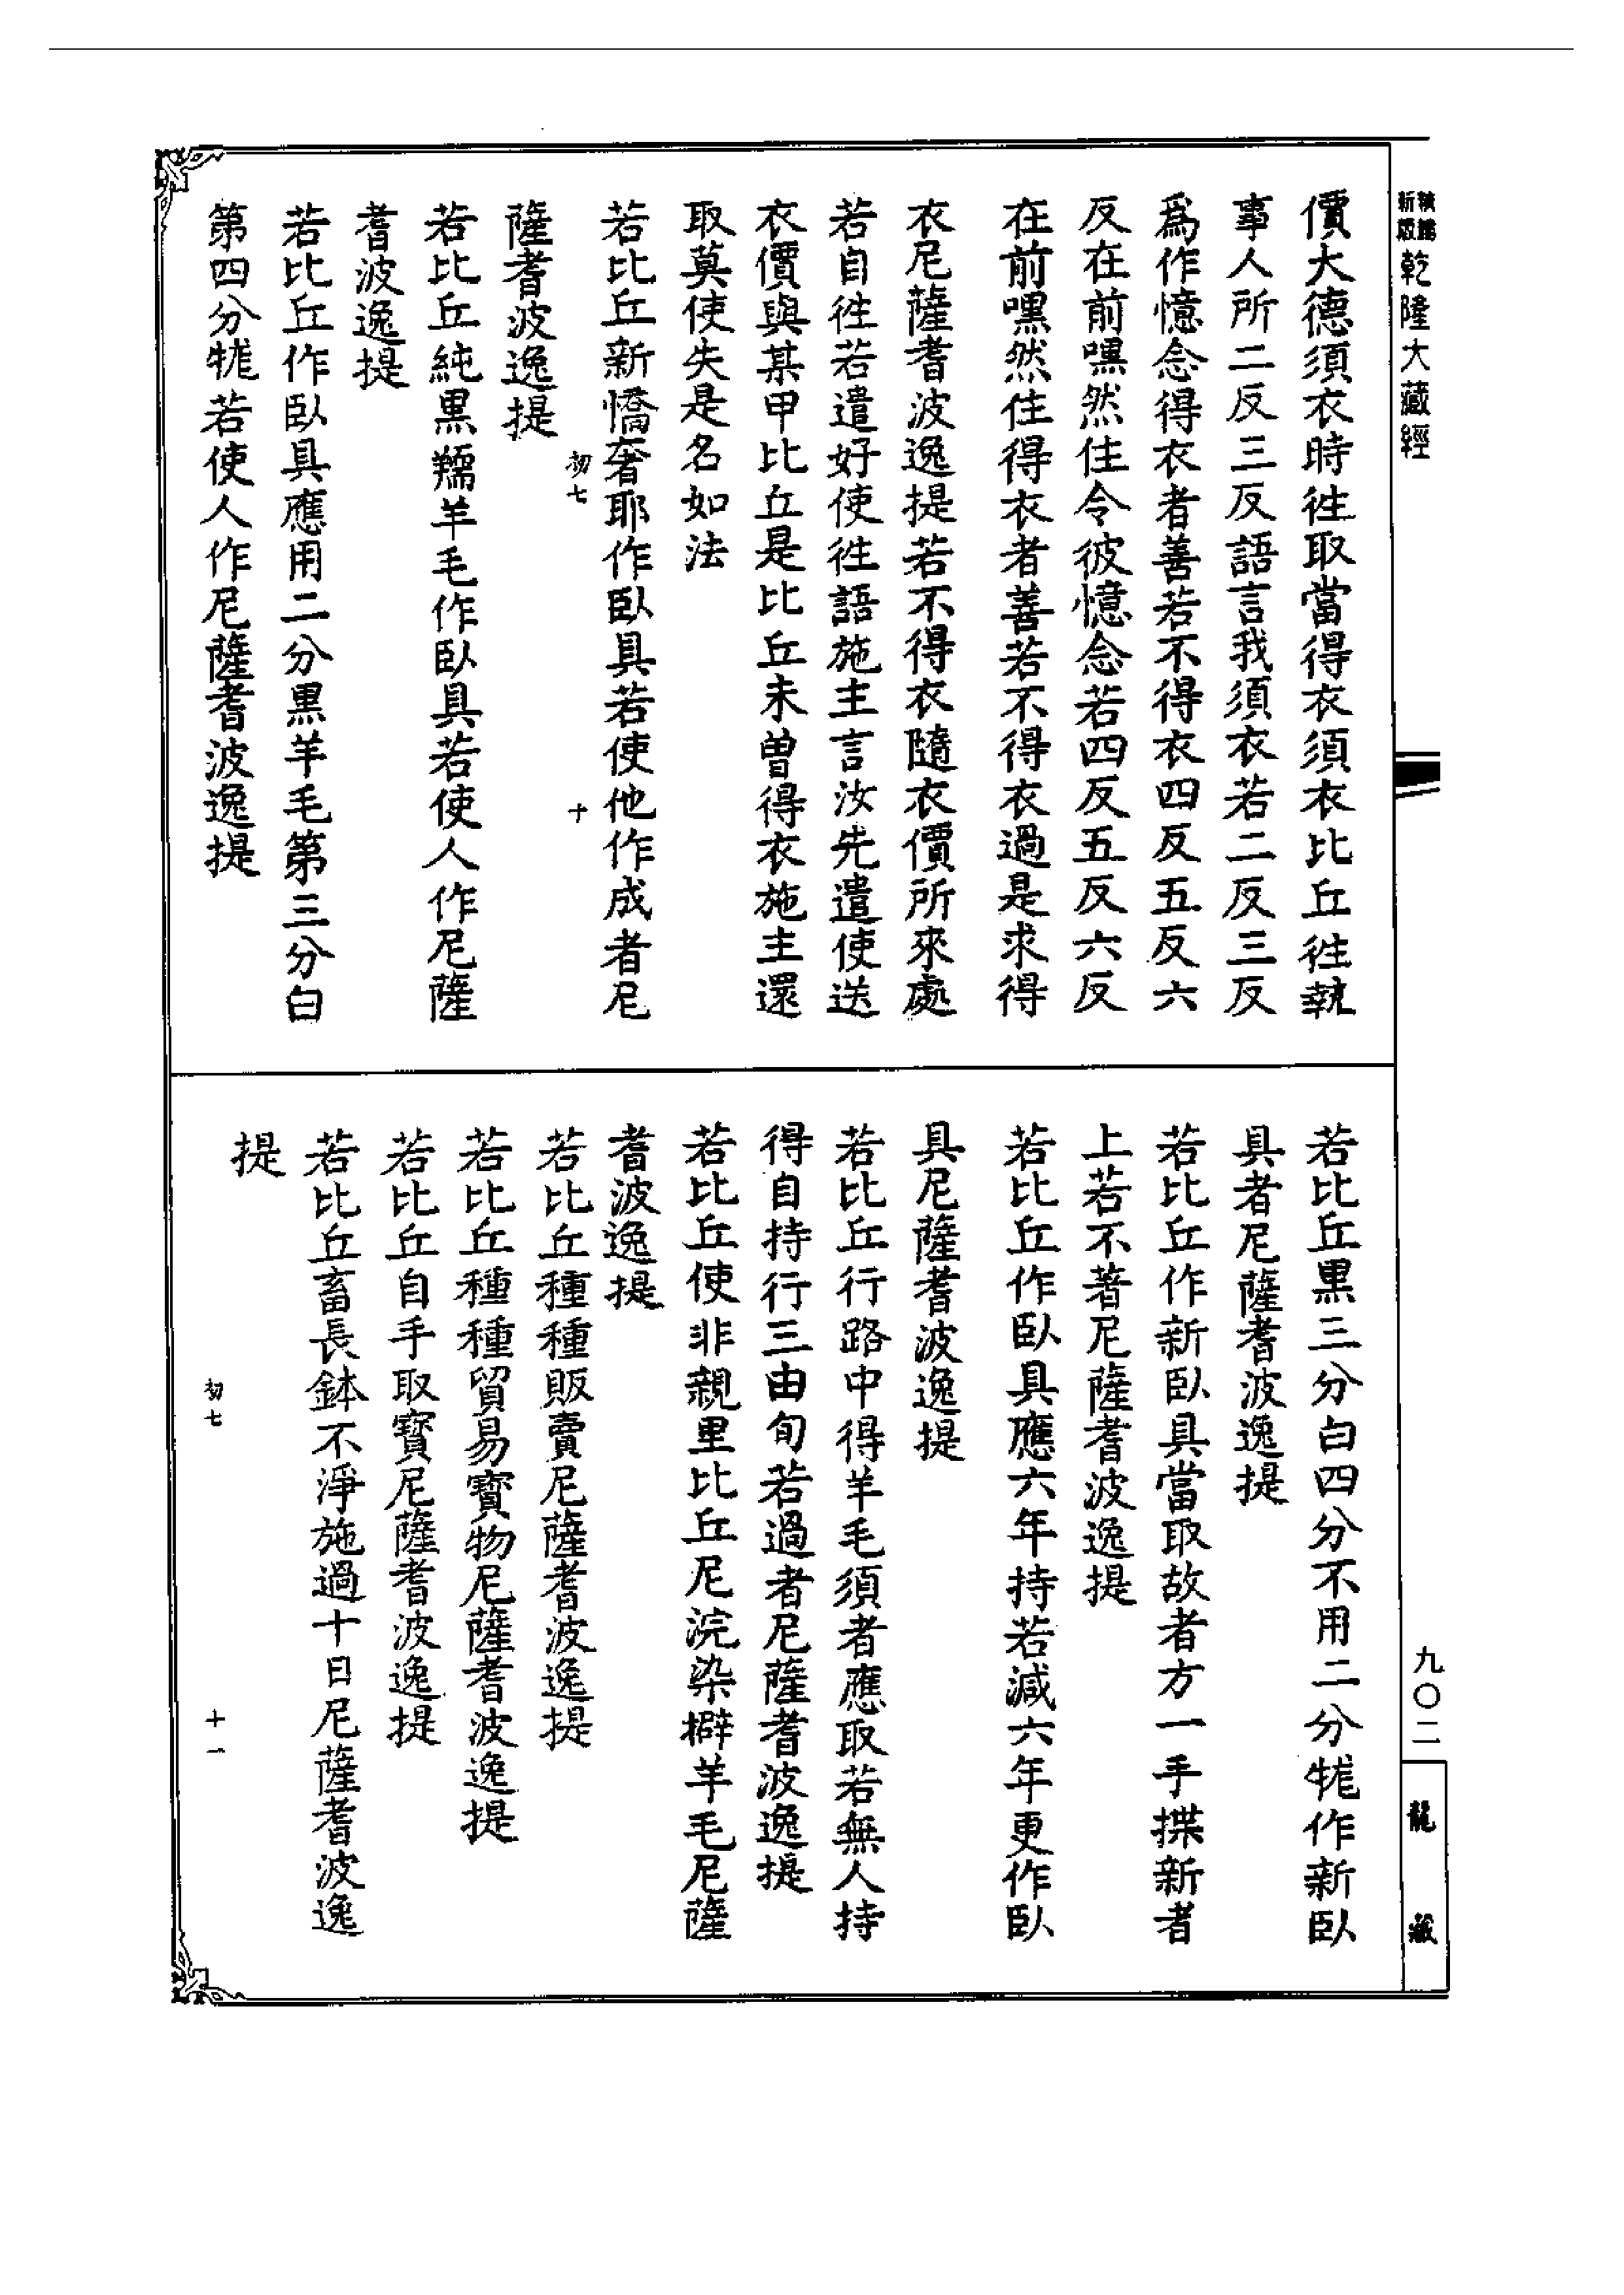 新版 精縮 乾隆大藏經
價大德須衣時徃取當得衣須衣比丘徃執
事人所二反三反語言我須衣若二反三反
爲作憶念得衣者善若不得衣四反五反六
反在前嘿然住令彼憶念若四反五反六反
在前嘿然住得衣者善若不得衣過是求得
衣尼薩耆波逸提若不得衣隨衣價所來處
若自徃若遣好使徃語施主言汝先遣使送
衣價與某甲比丘是比丘未曾得衣施主還
取莫使失是名如法
若比丘新憍奢耶作臥具若使他作成者尼
初七 十
薩耆波逸提
若比丘純黒羺羊毛作臥具若使人作尼薩
耆波逸提
若比丘作臥具應用二分黒羊毛第三分白
第四分牻若使人作尼薩耆波逸提
若比丘黒三分白四分不用二分牻作新臥
具者尼薩耆波逸提
若比丘作新臥具當取故者方一手揲新者
上若不著尼薩耆波逸提
若比丘作臥具應六年持若減六年更作臥
具尼薩耆波逸提
若比丘行路中得羊毛須者應取若無人持
得自持行三由旬若過者尼薩耆波逸提
若比丘使非親里比丘尼浣染擗羊毛尼薩
耆波逸提
若比丘種種販賣尼薩耆波逸提
若比丘種種貿易寶物尼薩耆波逸提
若比丘自手取寶尼薩耆波逸提
若比丘畜長鉢不淨施過十日尼薩耆波逸
提
初七 十一
九〇二
龍藏